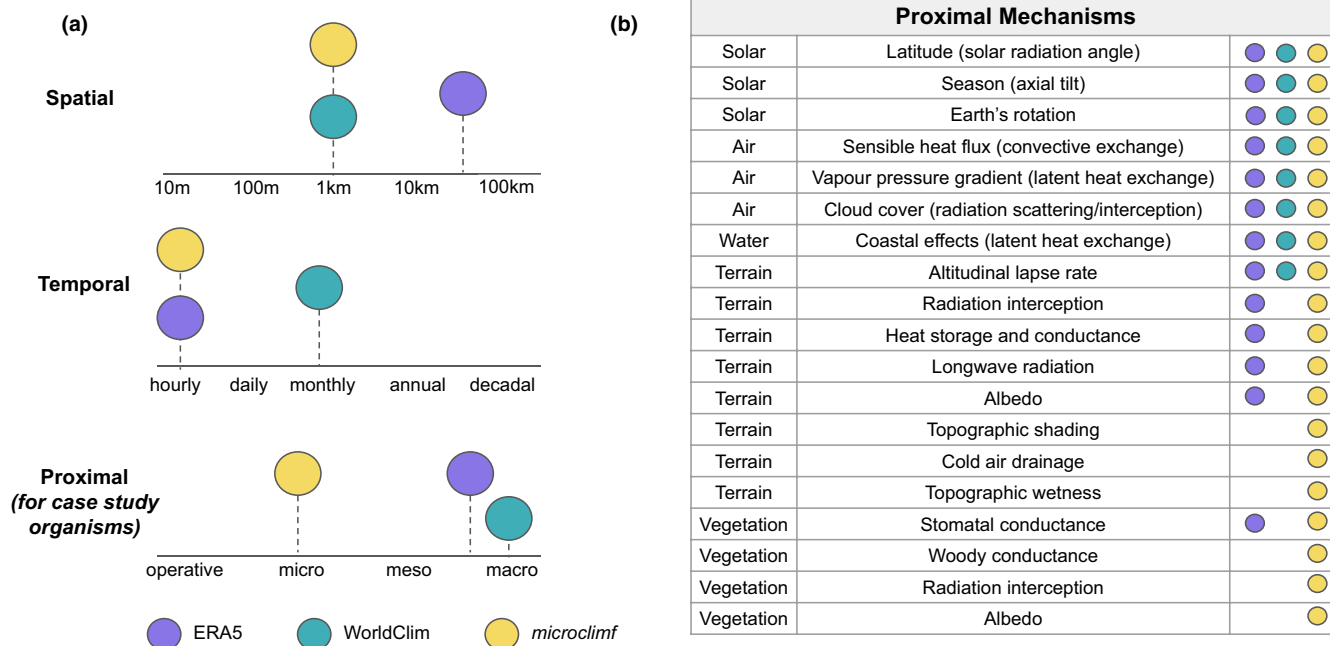 (a)
Spatial
10m 100m 1km 10km 100km
Temporal
hourly daily monthly annual decadal
Proximal
(for case study
organisms)
operative micro meso macro
ERA5 WorldClim microclimf
(b)
Proximal Mechanisms
Solar Latitude (solar radiation angle)
Solar Season (axial tilt)
Solar Earth's rotation
Air Sensible heat flux (convective exchange)
Air Vapour pressure gradient (latent heat exchange)
Air Cloud cover (radiation scattering/interception)
Water Coastal effects (latent heat exchange)
Terrain Altitudinal lapse rate
Terrain Radiation interception
Terrain Heat storage and conductance
Terrain Longwave radiation
Terrain Albedo
Terrain Topographic shading
Terrain Cold air drainage
Terrain Topographic wetness
Vegetation Stomatal conductance
Vegetation Woody conductance
Vegetation Radiation interception
Vegetation Albedo